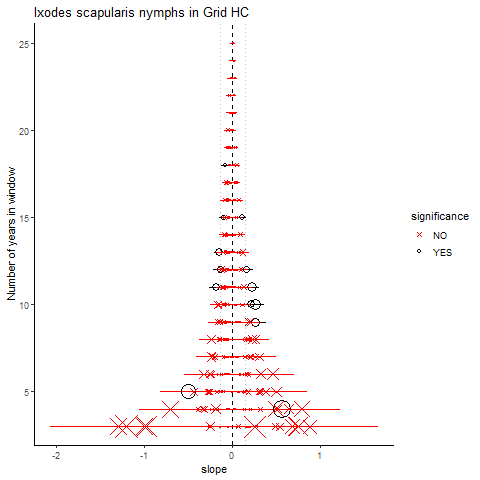 Ixodes scapularis nymphs in Grid HC
Number of years in window
25
20
15
10
5
-2
-1
0
1
slope
significance
NO
YES